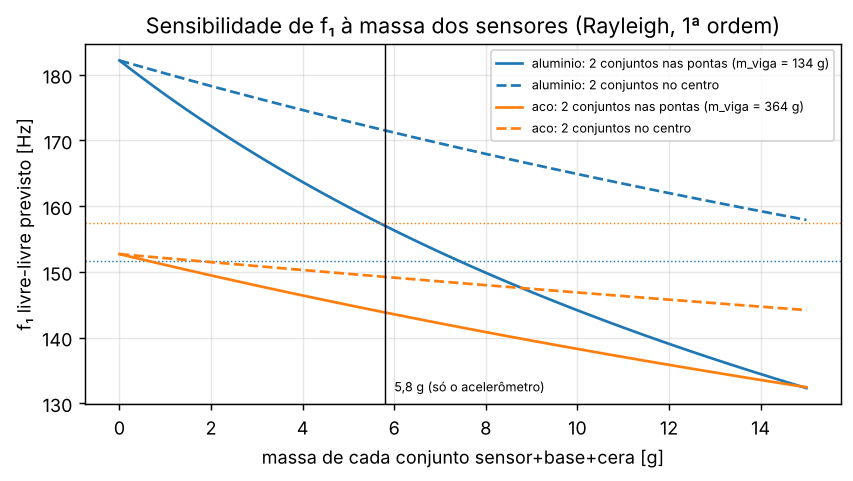 Sensibilidade de f₁ à massa dos sensores (Rayleigh, 1ª ordem)
f₁ livre-livre previsto [Hz]
180
170
160
150
140
130
aluminio: 2 conjuntos nas pontas (m_viga = 134 g)
aluminio: 2 conjuntos no centro
aco: 2 conjuntos nas pontas (m_viga = 364 g)
aco: 2 conjuntos no centro
5,8 g (só o acelerômetro)
0 2 4 6 8 10 12 14
massa de cada conjunto sensor+base+cera [g]